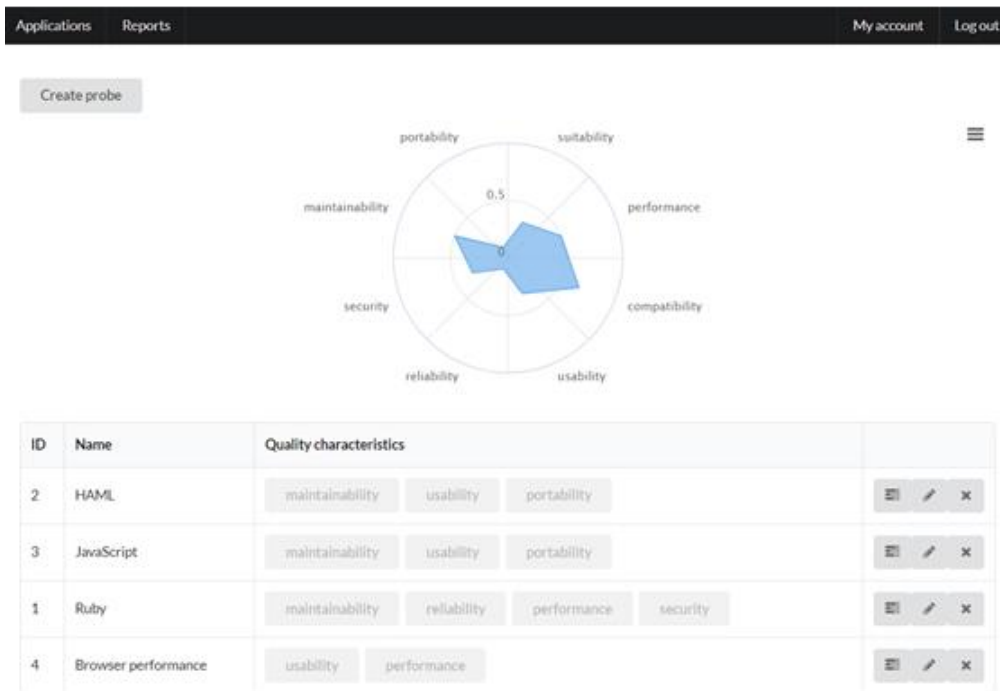 Applications Reports My account Log out
Create probe
portability suitability
0.5
maintainability performance
0
security compatibility
reliability usability
ID Name Quality characteristics
2 HAML maintainability usability portability
3 JavaScript maintainability usability portability
1 Ruby maintainability reliability performance security
4 Browser performance usability performance